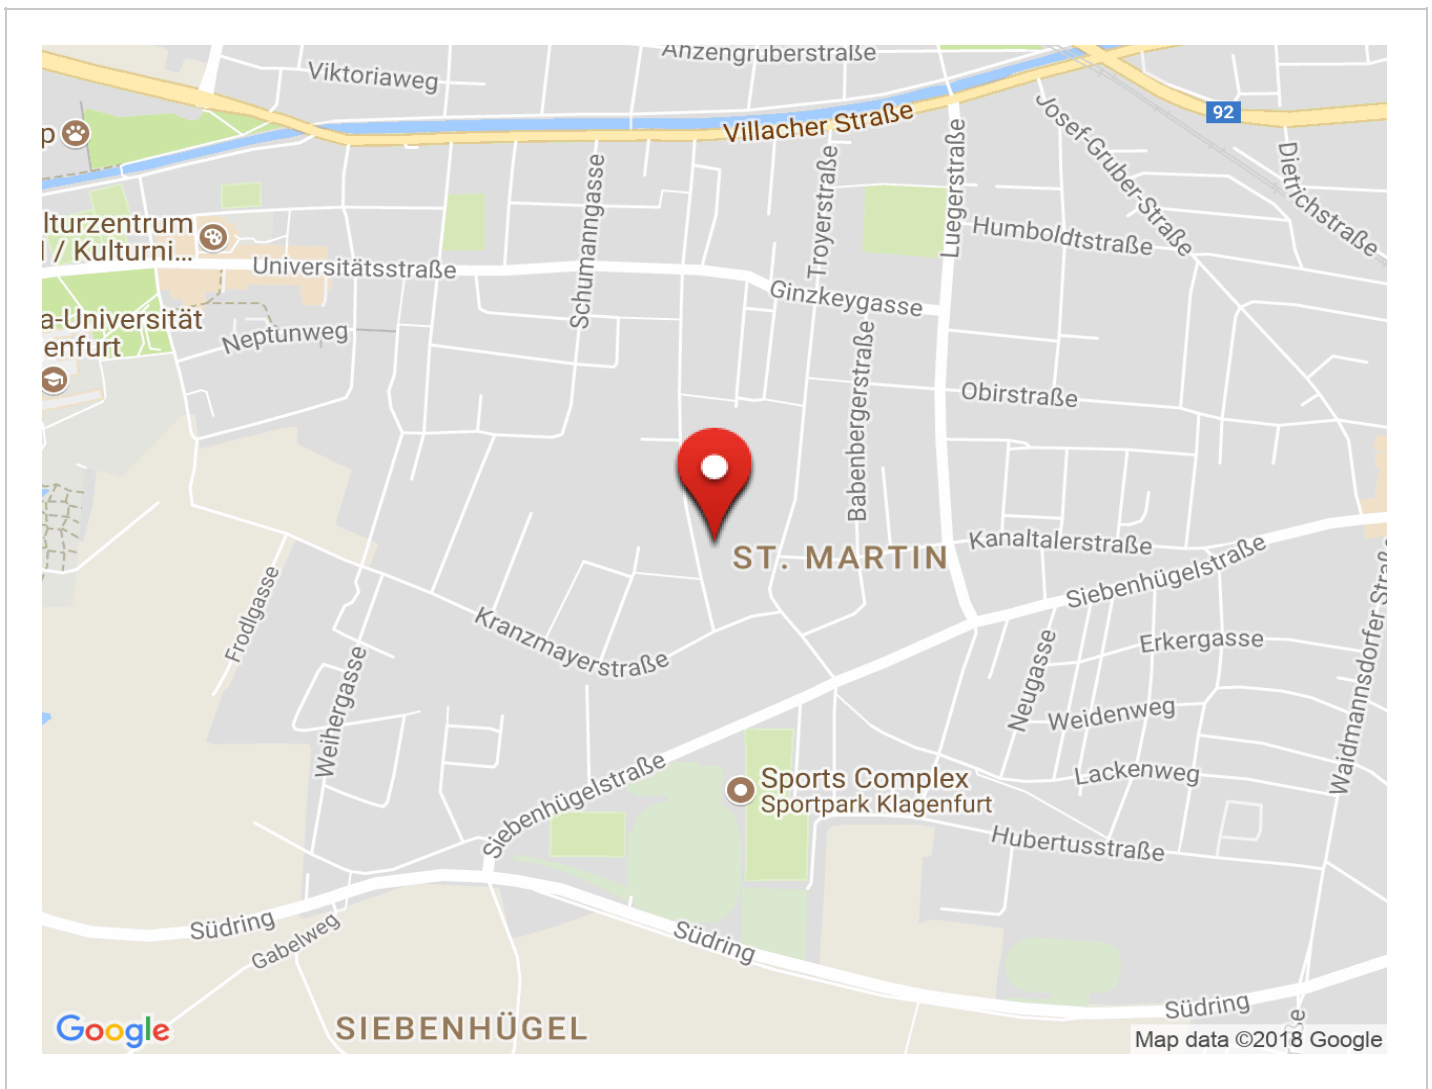 Anzengruberstraße
Viktoriaweg
92
Villacher Straße
Josef-Gruber-Straße
p
Dietrichstraße
Luegerstraße
Troyerstraße
Schumanngasse
lturzentrum
l / Kulturni...
Humboldtstraße
Universitätsstraße
Ginzkeygasse
a-Universität
enfurt
Neptunweg
Babenbergerstraße
Obirstraße
Kanaltalerstraße
ST. MARTIN
Siebenhügelstraße
Frodlgasse
Kranzmayerstraße
Erkergasse
Waidmannsdorfer Straße
Neugasse
Weihergasse
Weidenweg
Lackenweg
Sports Complex
Sportpark Klagenfurt
Siebenhügelstraße
Hubertusstraße
Südring
Gabelweg
Südring
Südring
SIEBENHÜGEL
Google
ße
Map data ©2018 Google